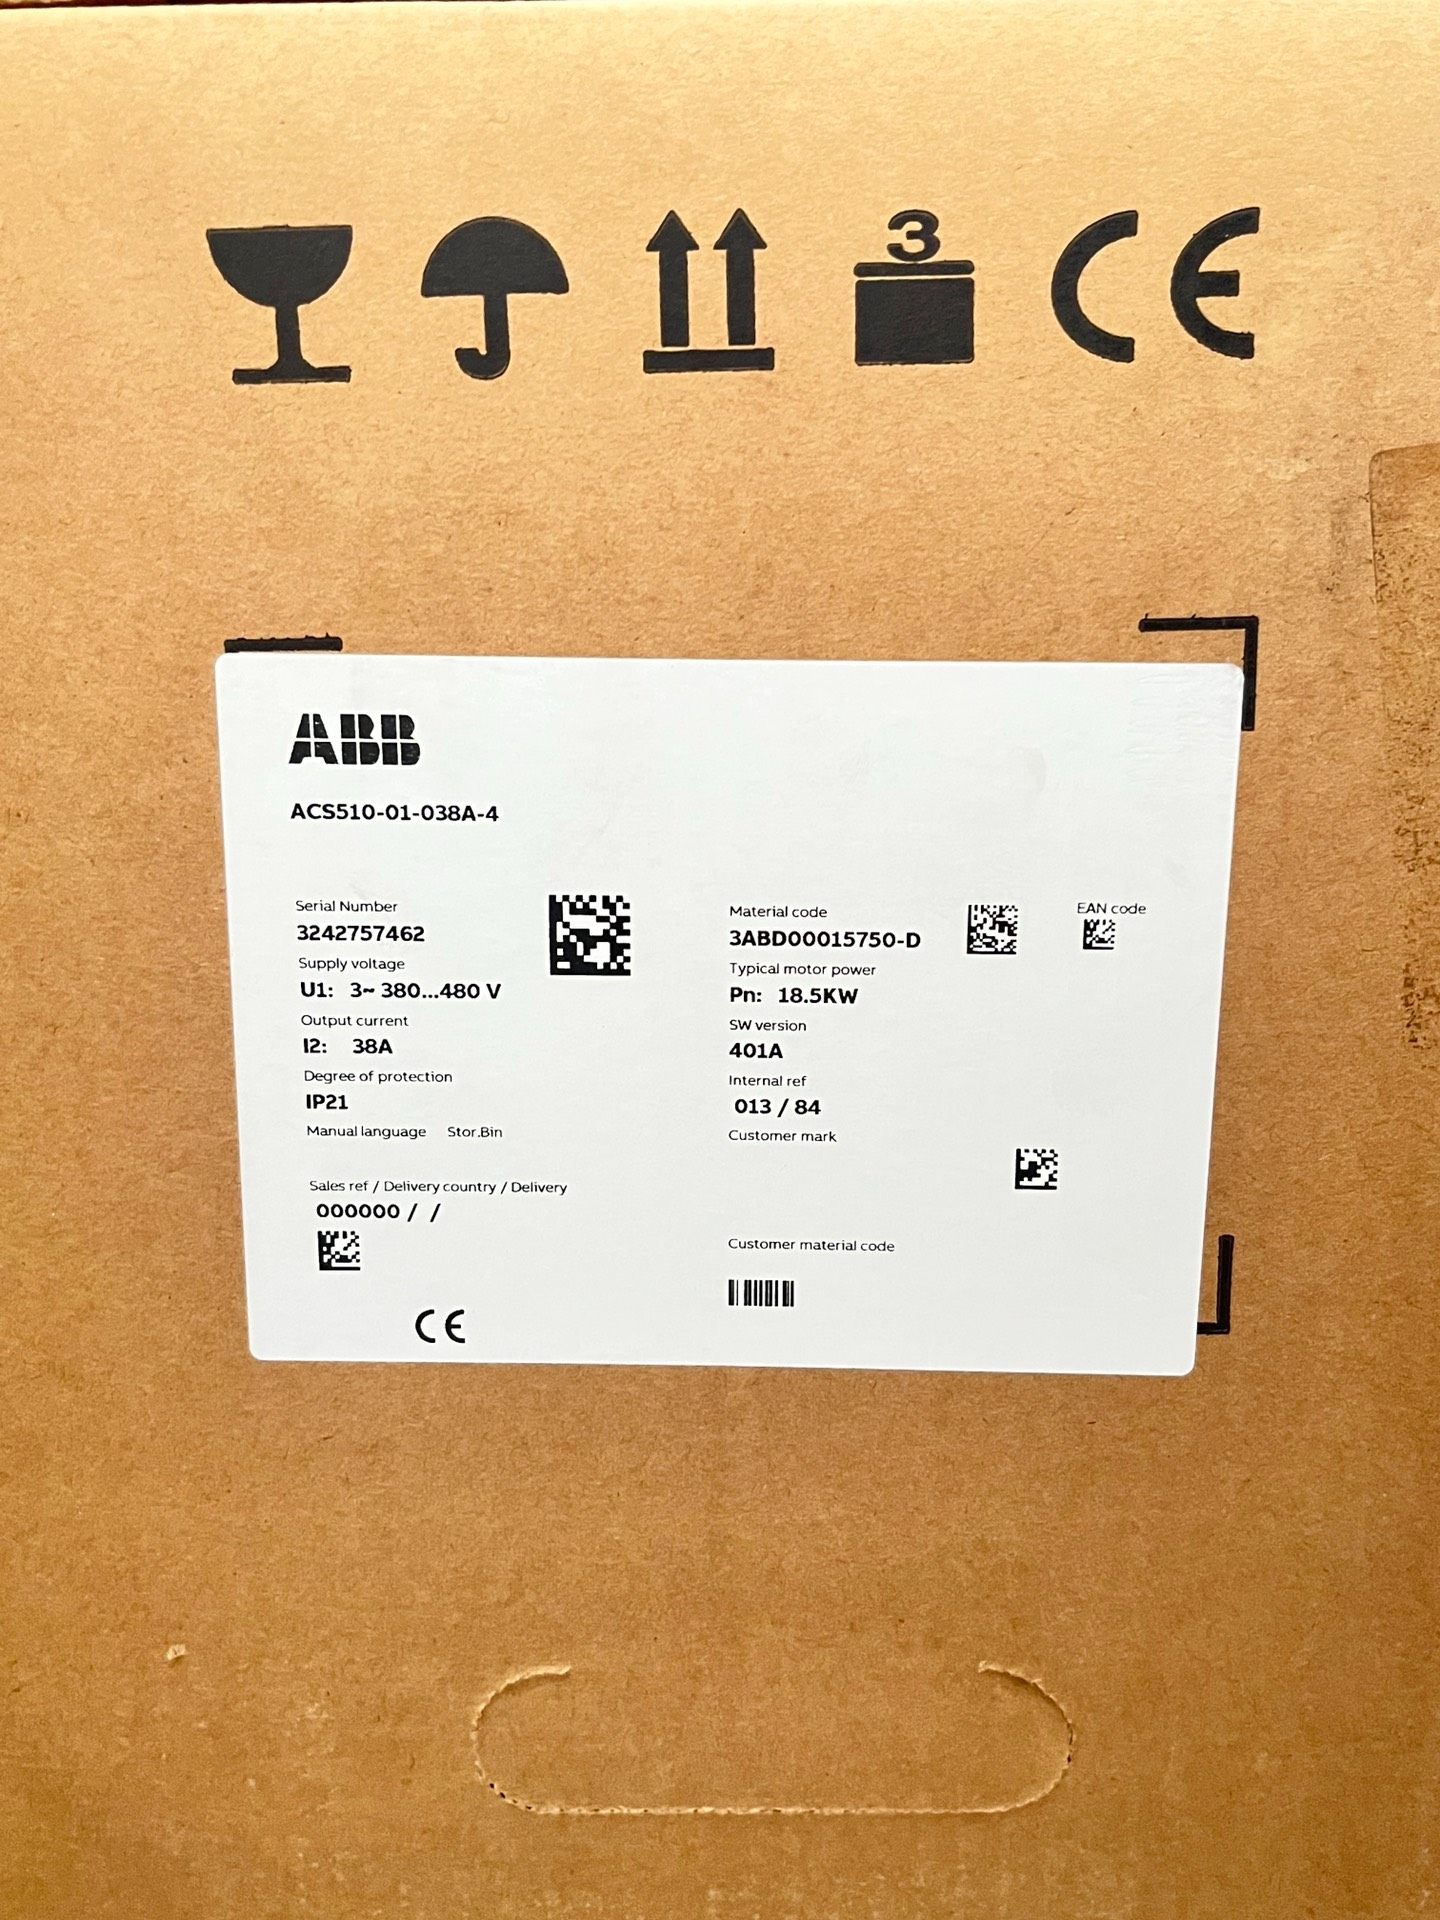 3
CE
ABB
ACS510-01-038A-4
Serial Number
3242757462
Supply voltage
U1: 3~ 380...480 V
Output current
I2: 38A
Degree of protection
IP21
Manual language Stor.Bin
Sales ref / Delivery country / Delivery
000000 / /
CE
Material code
3ABD00015750-D
EAN code
Typical motor power
Pn: 18.5KW
SW version
401A
Internal ref
013 / 84
Customer mark
Customer material code